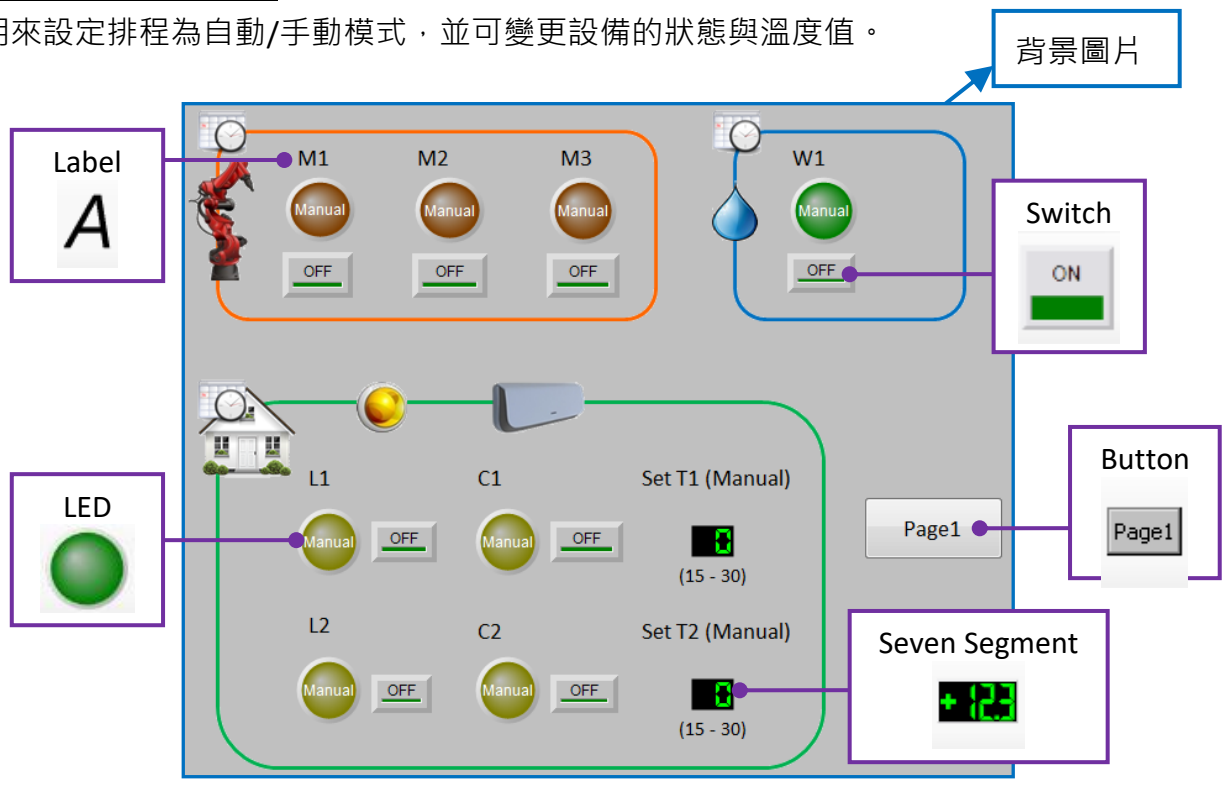 來設定排程為自動/手動模式，並可變更設備的狀態與溫度值。
背景圖片
Label
A
M1
M2
M3
W1
Manual
Manual
Manual
Manual
OFF
OFF
OFF
OFF
Switch
ON
L1
C1
Set T1 (Manual)
Manual
OFF
Manual
OFF
8
(15 - 30)
LED
Page1
Button
Page1
L2
C2
Set T2 (Manual)
Manual
OFF
Manual
OFF
8
(15 - 30)
Seven Segment
+12.3